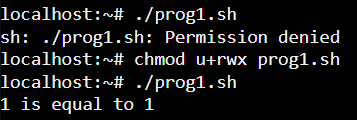 localhost:~# ./prog1.sh
sh: ./prog1.sh: Permission denied
localhost:~# chmod u+rwx prog1.sh
localhost:~# ./prog1.sh
1 is equal to 1